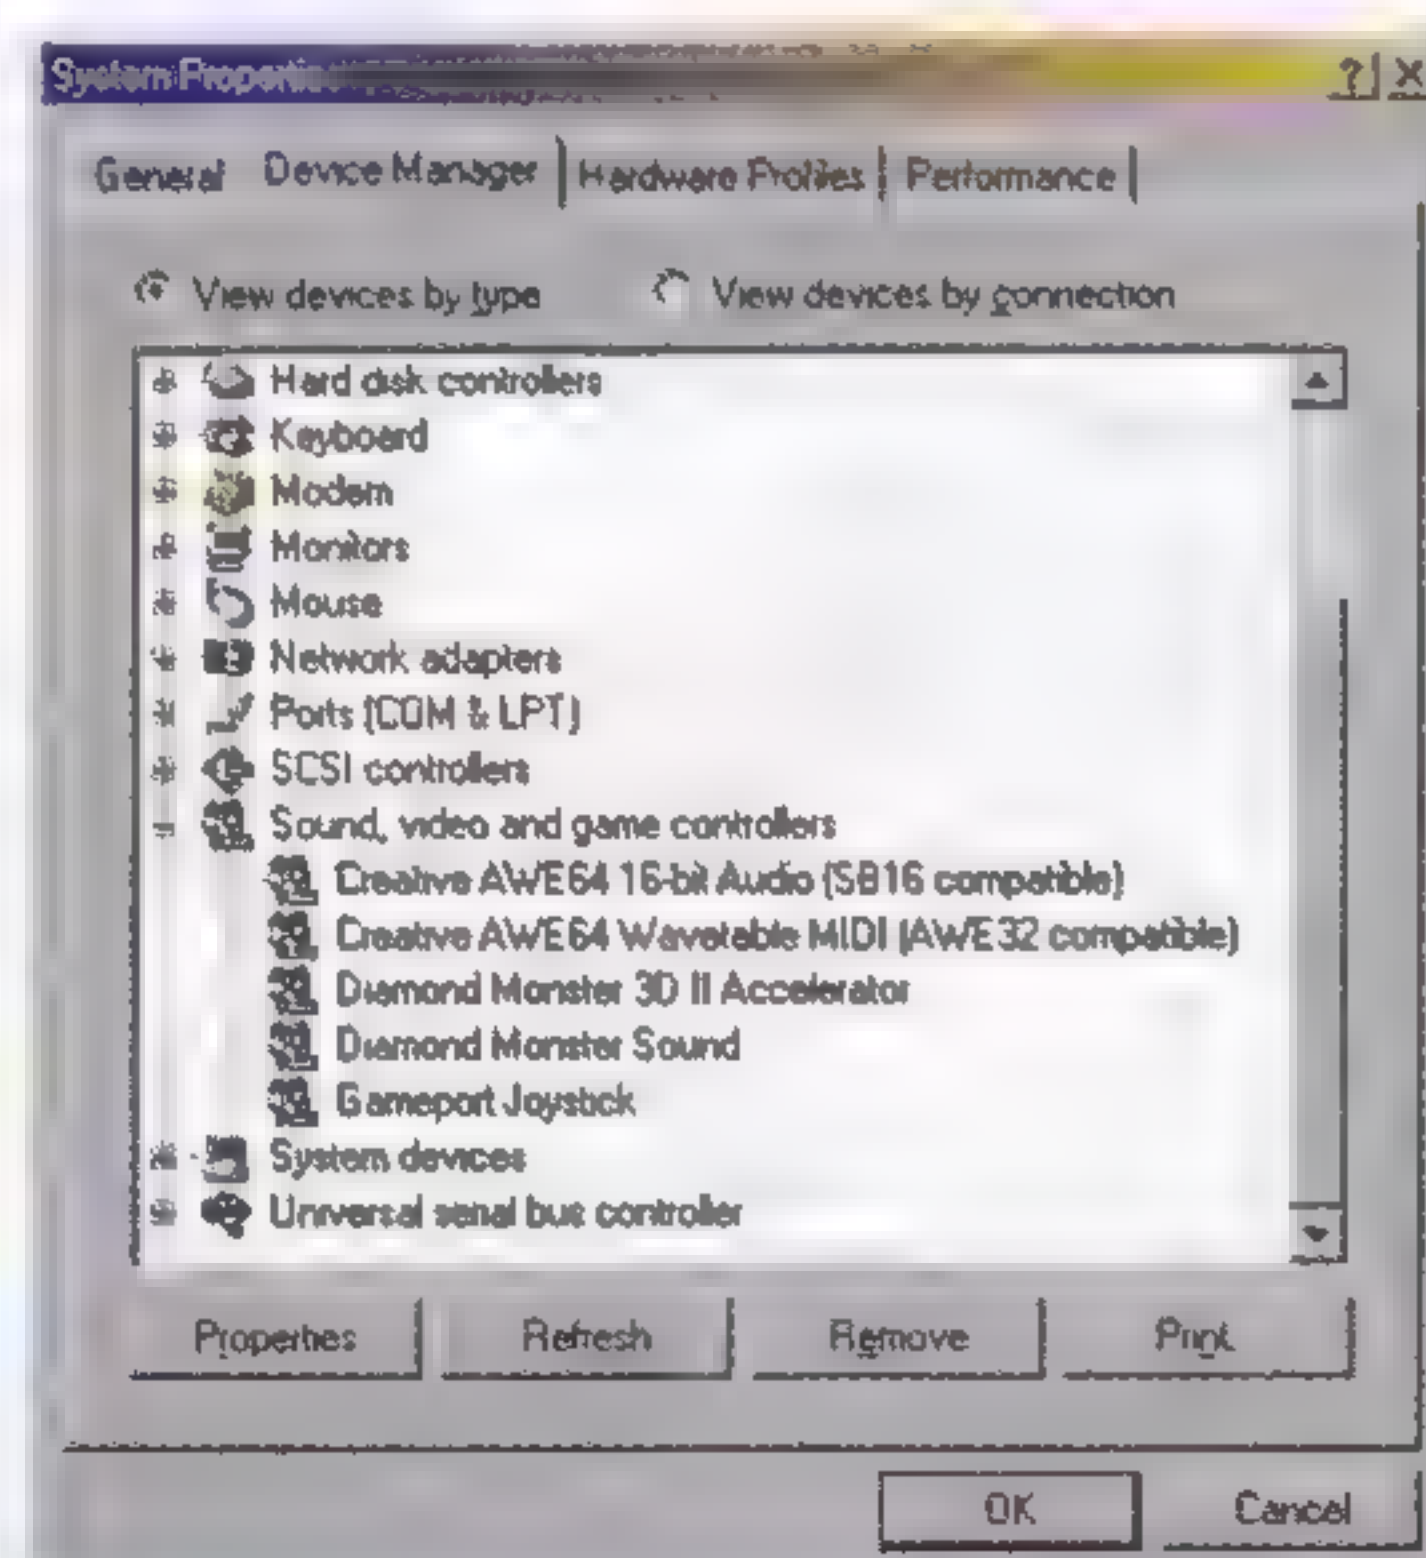 System Properties
General Device Manager Hardware Profiles Performance
View devices by type View devices by connection
Hard disk controllers
Keyboard
Modem
Monitors
Mouse
Network adapters
Ports (COM & LPT)
SCSI controllers
Sound, video and game controllers
Creative AWE64 16-bit Audio (SB16 compatible)
Creative AWE64 Wavetable MIDI (AWE32 compatible)
Diamond Monster 3D II Accelerator
Diamond Monster Sound
Gameport Joystick
System devices
Universal serial bus controller
Properties Refresh Remove Print
OK Cancel